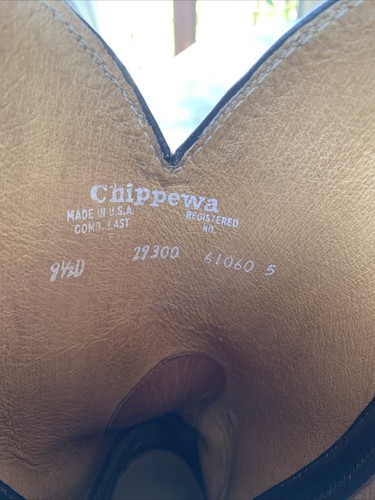 Chippewa
MADE IN U.S.A. REGISTERED
COMB. LAST NO.
9½D 29300 61060 5